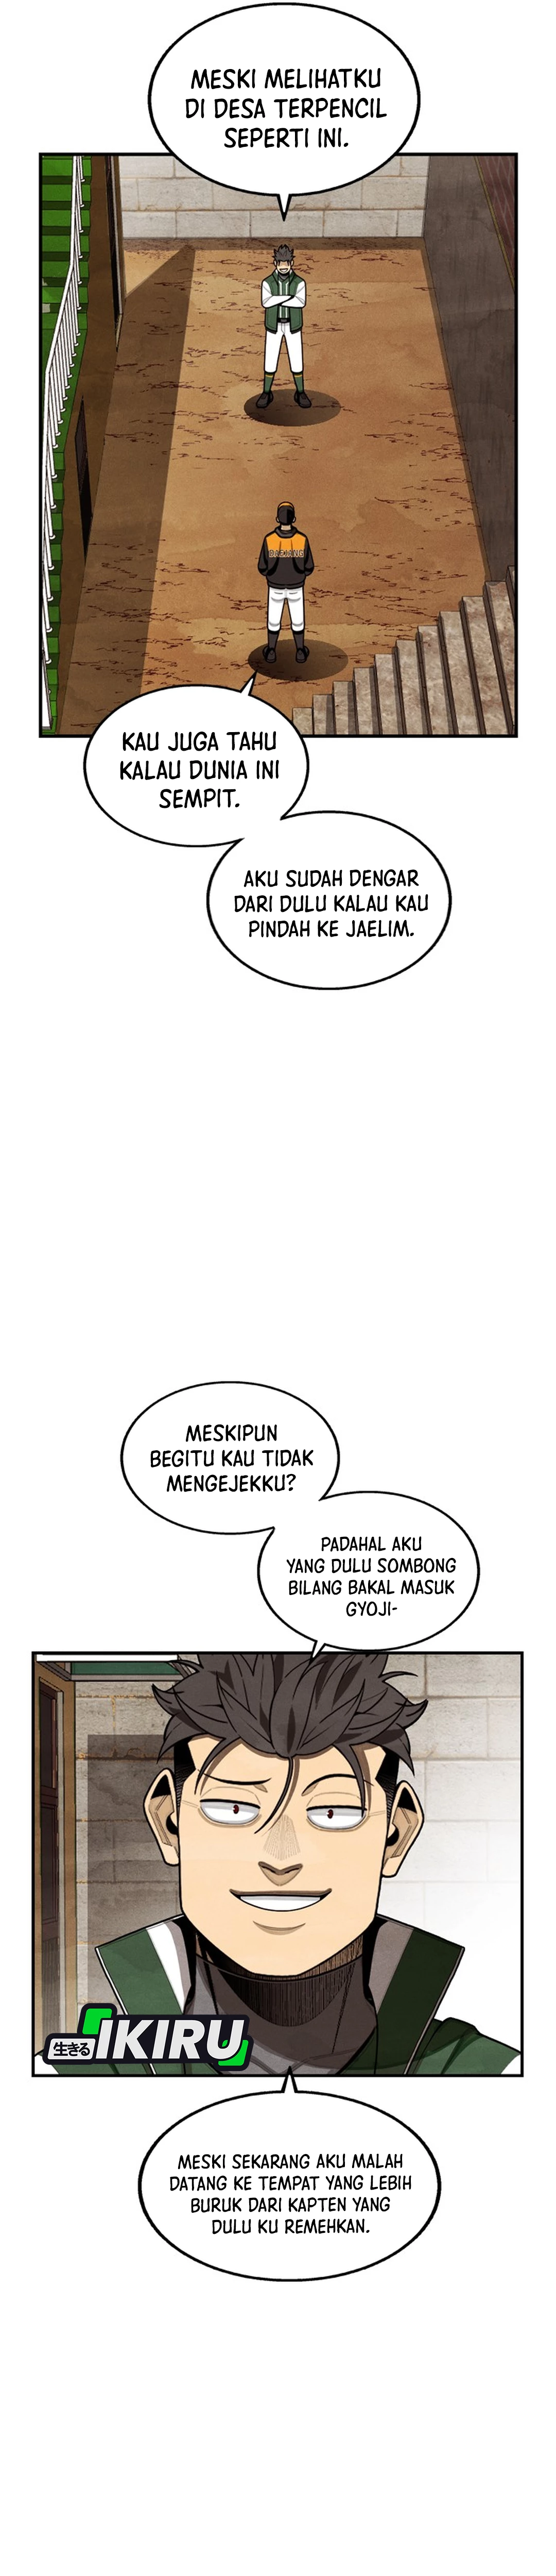 MESKI MELIHATKU
DI DESA TERPENCIL
SEPERTI INI.
DAEKANG
KAU JUGA TAHU
KALAU DUNIA INI
SEMPIT.
AKU SUDAH DENGAR
DARI DULU KALAU KAU
PINDAH KE JAELIM.
MESKIPUN
BEGITU KAU TIDAK
MENGEJEKKU?
PADAHAL AKU
YANG DULU SOMBONG
BILANG BAKAL MASUK
GYOJI-
生きる IKIRU
MESKI SEKARANG AKU MALAH
DATANG KE TEMPAT YANG LEBIH
BURUK DARI KAPTEN YANG
DULU KU REMEHKAN.